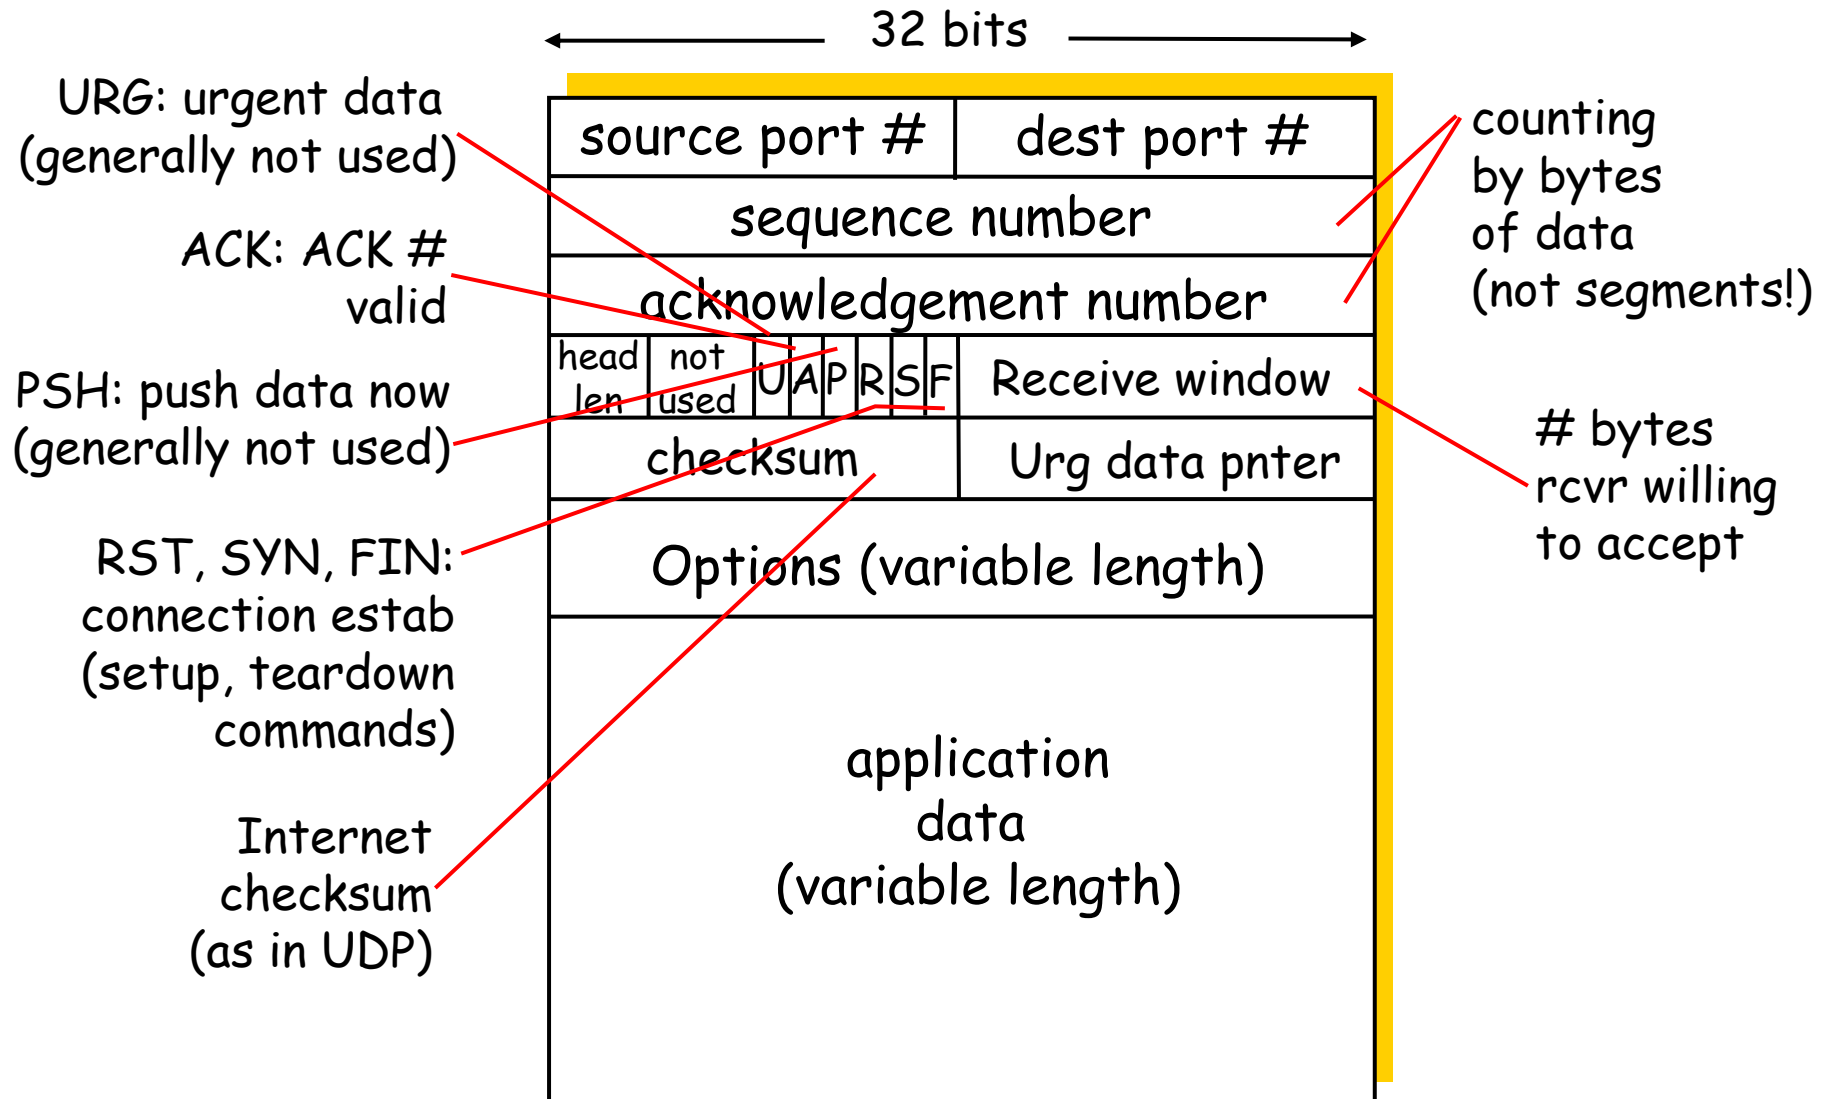 32 bits
URG: urgent data
(generally not used)
ACK: ACK #
valid
PSH: push data now
(generally not used)
RST, SYN, FIN:
connection estab
(setup, teardown
commands)
Internet
checksum
(as in UDP)
source port # dest port #
sequence number
acknowledgement number
head not U A P R S F Receive window
len used
checksum Urg data pnter
Options (variable length)
application
data
(variable length)
counting
by bytes
of data
(not segments!)
# bytes
rcvr willing
to accept